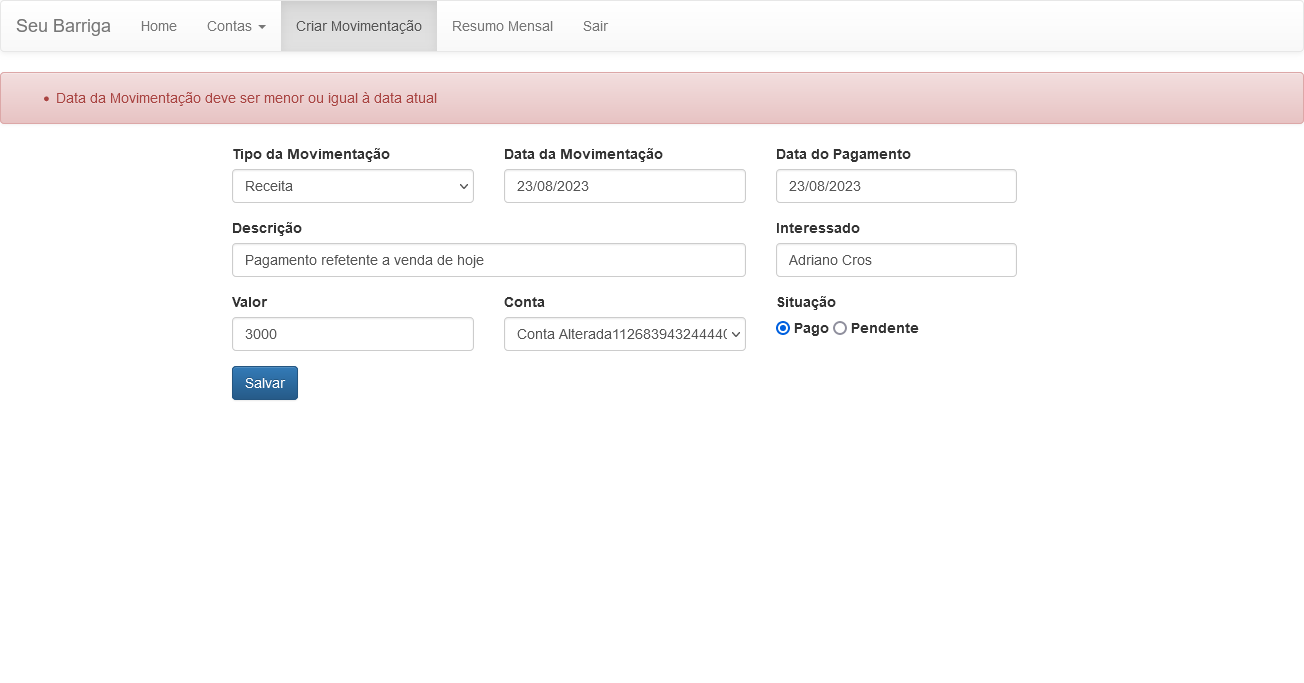 Seu Barriga Home Contas Criar Movimentação Resumo Mensal Sair
Data da Movimentação deve ser menor ou igual à data atual
Tipo da Movimentação Data da Movimentação Data do Pagamento
Receita 23/08/2023 23/08/2023
Descrição Interessado
Pagamento refetente a venda de hoje Adriano Cros
Valor Conta Situação
3000 Conta Alterada11268394324444 Pago Pendente
Salvar